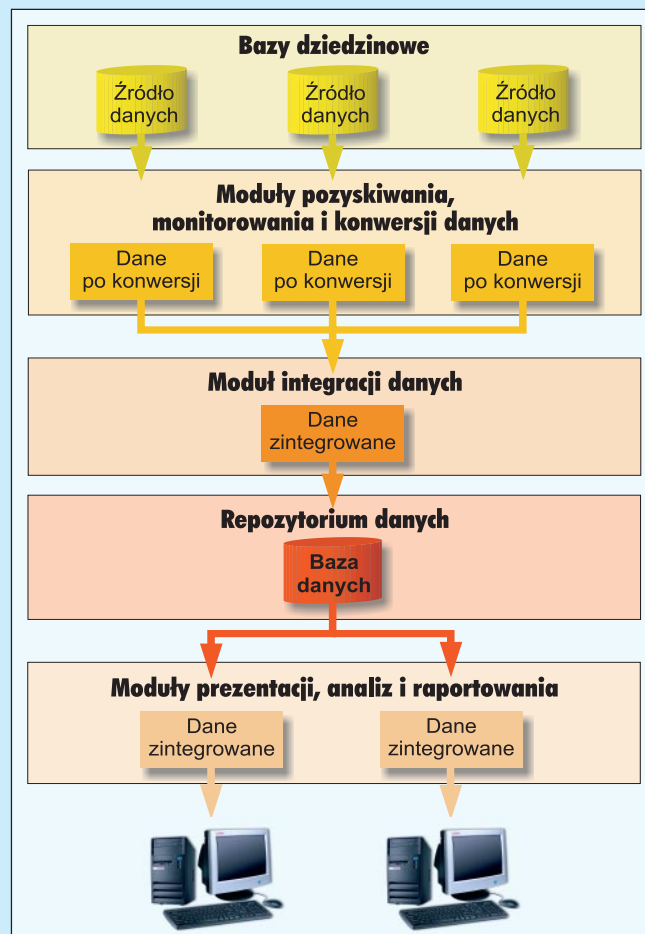 Bazy dziedzinowe
Źródło
danych
Źródło
danych
Źródło
danych
Moduły pozyskiwania,
monitorowania i konwersji danych
Dane
po konwersji
Dane
po konwersji
Dane
po konwersji
Moduł integracji danych
Dane
zintegrowane
Repozytorium danych
Baza
danych
Moduły prezentacji, analiz i raportowania
Dane
zintegrowane
Dane
zintegrowane